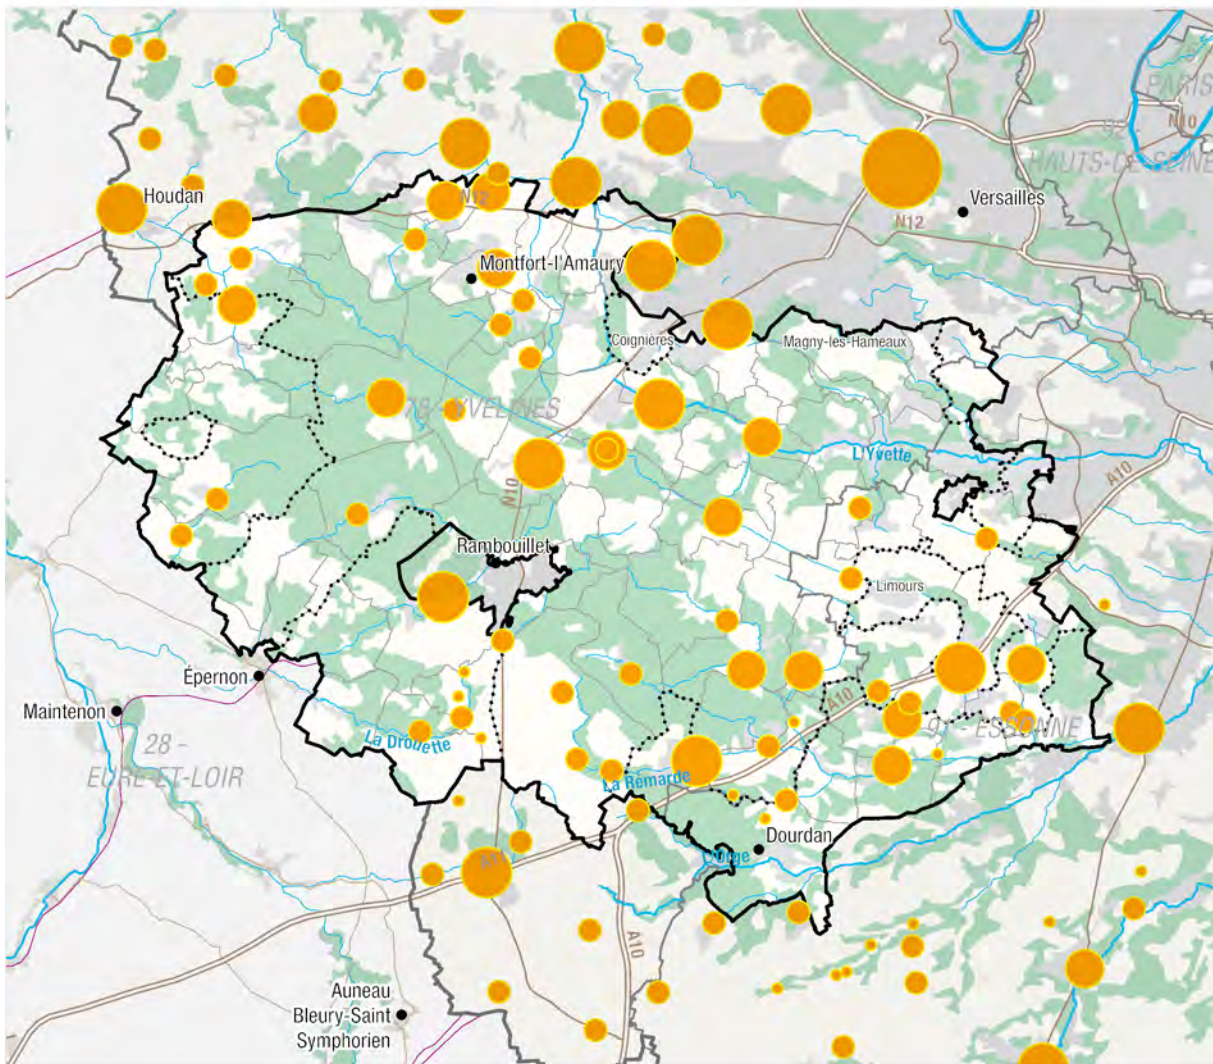 PARIS
N10
92 -
HAUTS-DE-SEINE
Houdan
N12
Versailles
N12
Montfort-l'Amaury
Coignières
Magny-les-Hameaux
78 - YVELINES
L'Yvette
A10
N10
Rambouillet
Limours
Épernon
Maintenon
A10
91 - ESSONNE
La Drouette
28 -
EURE-ET-LOIR
La Rémarde
Dourdan
L'Orge
A11
A10
Auneau
Bleury-Saint
Symphorien